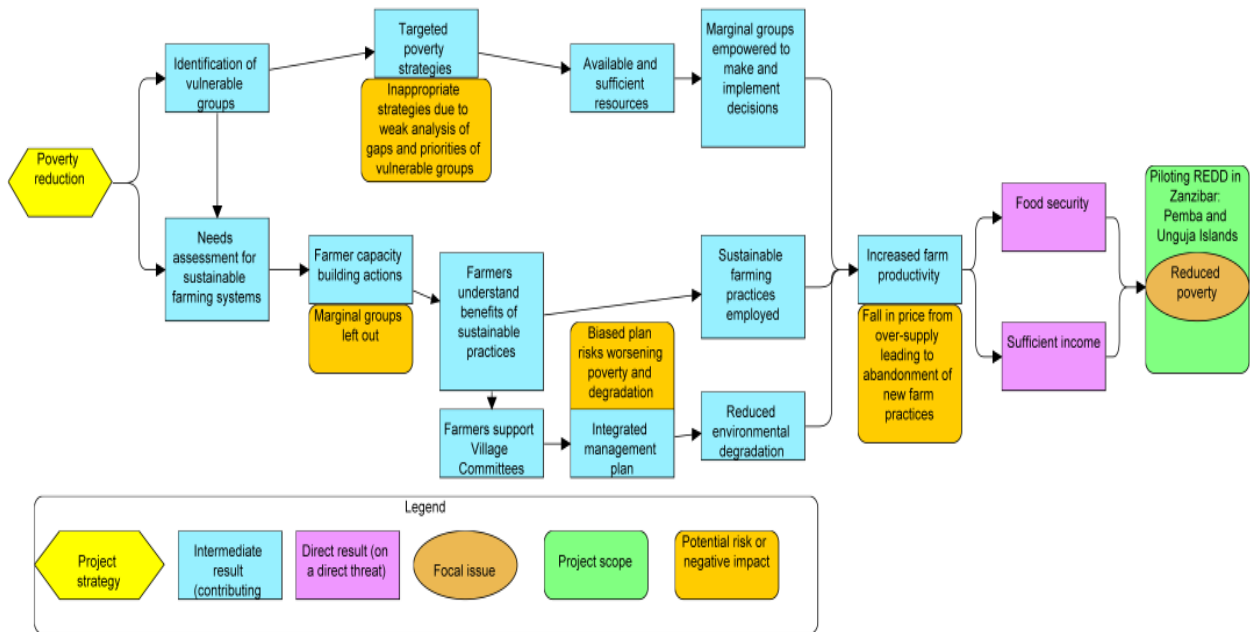 Poverty
reduction
Identification of
vulnerable
groups
Targeted
poverty
strategies
Inappropriate
strategies due to
weak analysis of
gaps and priorities of
vulnerable groups
Available and
sufficient
resources
Marginal groups
empowered to
make and
implement
decisions
Needs
assessment for
sustainable
farming systems
Farmer capacity
building actions
Marginal groups
left out
Farmers
understand
benefits of
sustainable
practices
Sustainable
farming
practices
employed
Biased plan
risks worsening
poverty and
degradation
Farmers support
Village
Committees
Integrated
management
plan
Reduced
environmental
degradation
Increased farm
productivity
Fall in price from
over-supply
leading to
abandonment of
new farm
practices
Food security
Sufficient income
Piloting REDD in
Zanzibar:
Pemba and
Unguja Islands
Reduced
poverty
Legend
Project
strategy
Intermediate
result
(contributing
Direct result (on
a direct threat)
Focal issue
Project scope
Potential risk or
negative impact